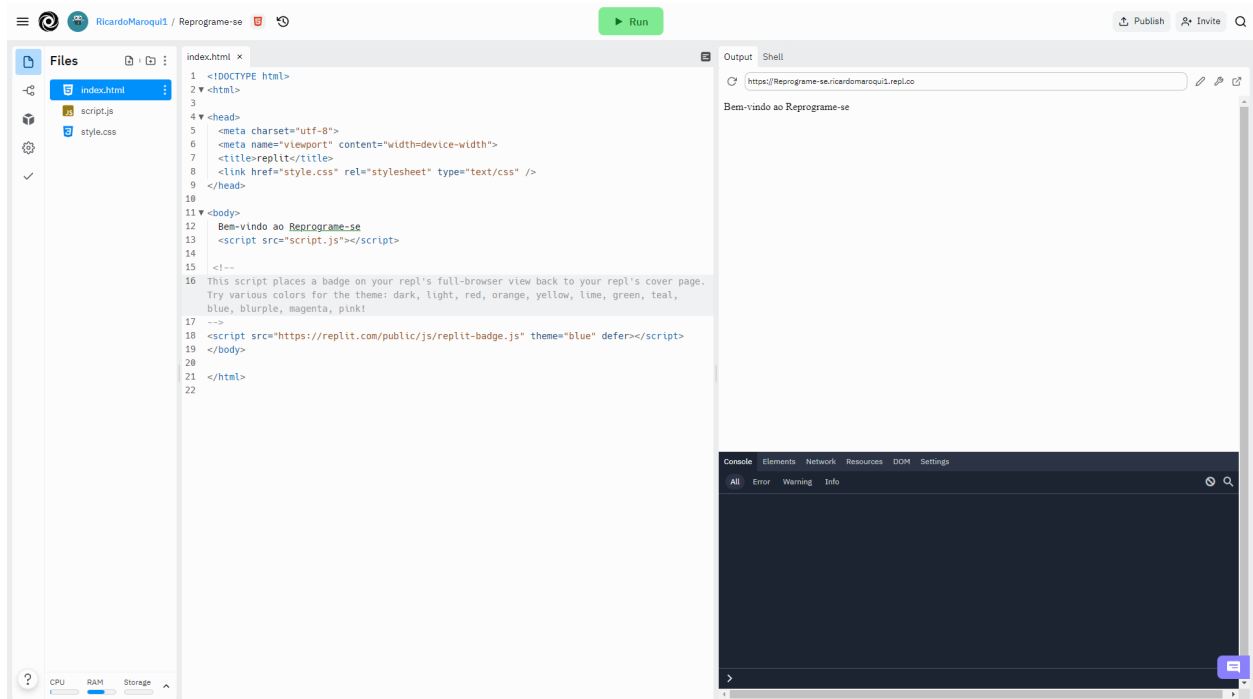 RicardoMaroqui1 / Reprograme-se
Run
Publish
Invite
Files
index.html
script.js
style.css
CPU RAM Storage
index.html ×
1 <!DOCTYPE html>
2 <html>
3
4 <head>
5 <meta charset="utf-8">
6 <meta name="viewport" content="width=device-width">
7 <title>replit</title>
8 <link href="style.css" rel="stylesheet" type="text/css" />
9 </head>
10
11 <body>
12 Bem-vindo ao Reprograme-se
13 <script src="script.js"></script>
14
15 <!--
16 This script places a badge on your repl's full-browser view back to your repl's cover page.
Try various colors for the theme: dark, light, red, orange, yellow, lime, green, teal,
blue, blurple, magenta, pink!
17 -->
18 <script src="https://replit.com/public/js/replit-badge.js" theme="blue" defer></script>
19 </body>
20
21 </html>
22
Output Shell
https://Reprograme-se.ricardomaroqui1.repl.co
Bem-vindo ao Reprograme-se
Console Elements Network Resources DOM Settings
All Error Warning Info